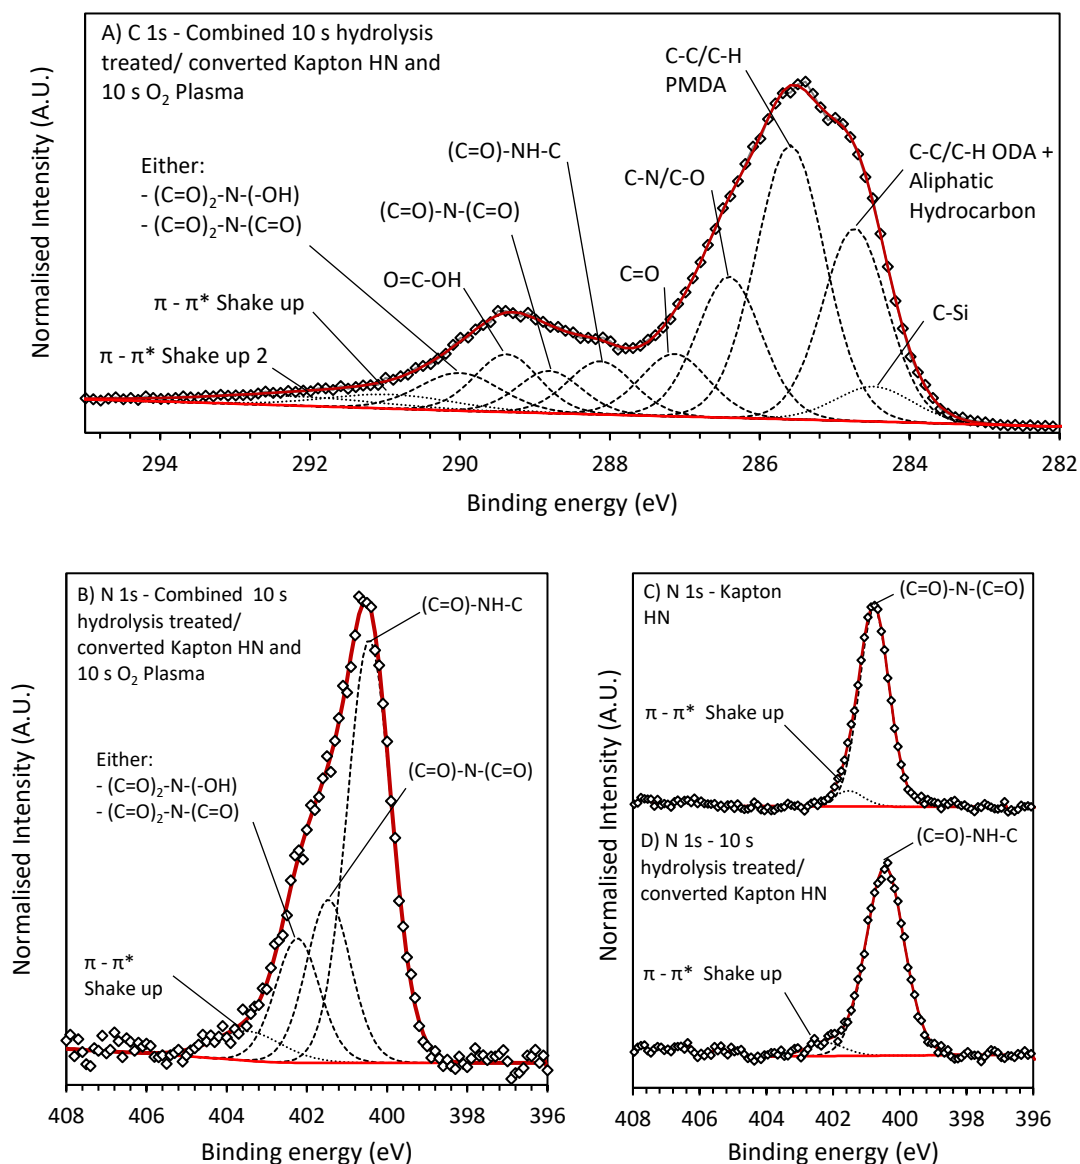 A) C 1s - Combined 10 s hydrolysis
treated/ converted Kapton HN and
10 s O₂ Plasma
C-C/C-H
PMDA
(C=O)-NH-C
C-N/C-O
C-C/C-H ODA +
Aliphatic
Hydrocarbon
Either:
- (C=O)₂-N-(-OH)
- (C=O)₂-N-(C=O)
(C=O)-N-(C=O)
O=C-OH
C=O
C-Si
π - π* Shake up
π - π* Shake up 2
Normalised Intensity (A.U.)
294 292 290 288 286 284 282
Binding energy (eV)
B) N 1s - Combined 10 s
hydrolysis treated/
converted Kapton HN and
10 s O₂ Plasma
(C=O)-NH-C
Either:
- (C=O)₂-N-(-OH)
- (C=O)₂-N-(C=O)
(C=O)-N-(C=O)
π - π*
Shake up
Normalised Intensity (A.U.)
408 406 404 402 400 398 396
Binding energy (eV)
C) N 1s - Kapton
HN
(C=O)-N-(C=O)
π - π* Shake up
D) N 1s - 10 s
hydrolysis treated/
converted Kapton HN
(C=O)-NH-C
π - π* Shake up
Normalised Intensity (A.U.)
408 406 404 402 400 398 396
Binding energy (eV)